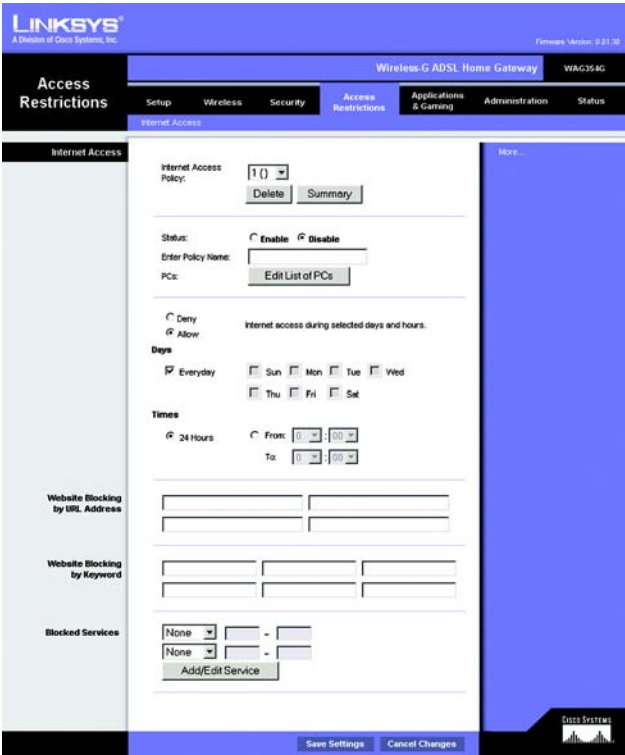 LINKSYS®
A Division of Cisco Systems, Inc.
Firmware Version: 0.01.30
Wireless-G ADSL Home Gateway WAG354G
Access Restrictions
Setup Wireless Security Access Restrictions Applications & Gaming Administration Status
Internet Access
Internet Access
More...
Internet Access Policy: 1 ()
Delete Summary
Status: Enable Disable
Enter Policy Name:
PCs: Edit List of PCs
Deny
Allow
Internet access during selected days and hours.
Days
Everyday Sun Mon Tue Wed
Thu Fri Sat
Times
24 Hours From: 0 : 00
To: 0 : 00
Website Blocking by URL Address
Website Blocking by Keyword
Blocked Services
None -
None -
Add/Edit Service
Save Settings Cancel Changes
CISCO SYSTEMS